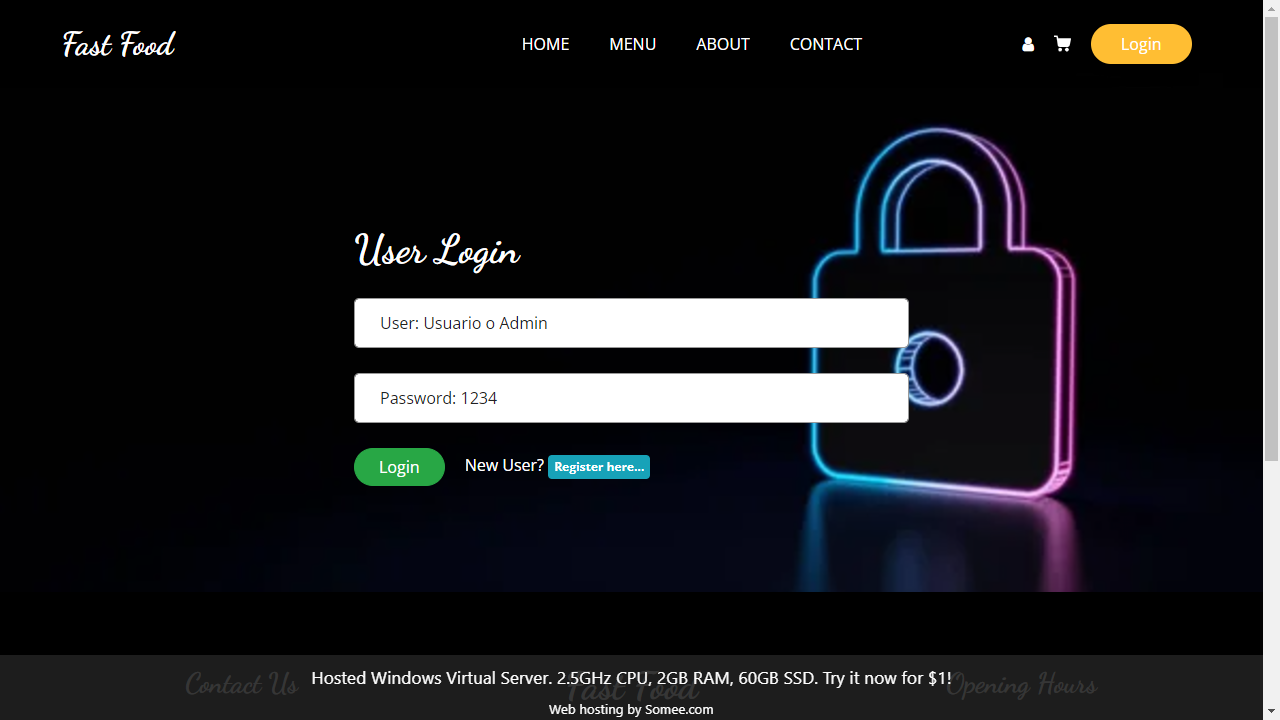 Fast Food
HOME
MENU
ABOUT
CONTACT
Login
User Login
User: Usuario o Admin
Password: 1234
Login
New User? Register here...
Contact Us
Fast Food
Opening Hours
Hosted Windows Virtual Server. 2.5GHz CPU, 2GB RAM, 60GB SSD. Try it now for $1!
Web hosting by Somee.com